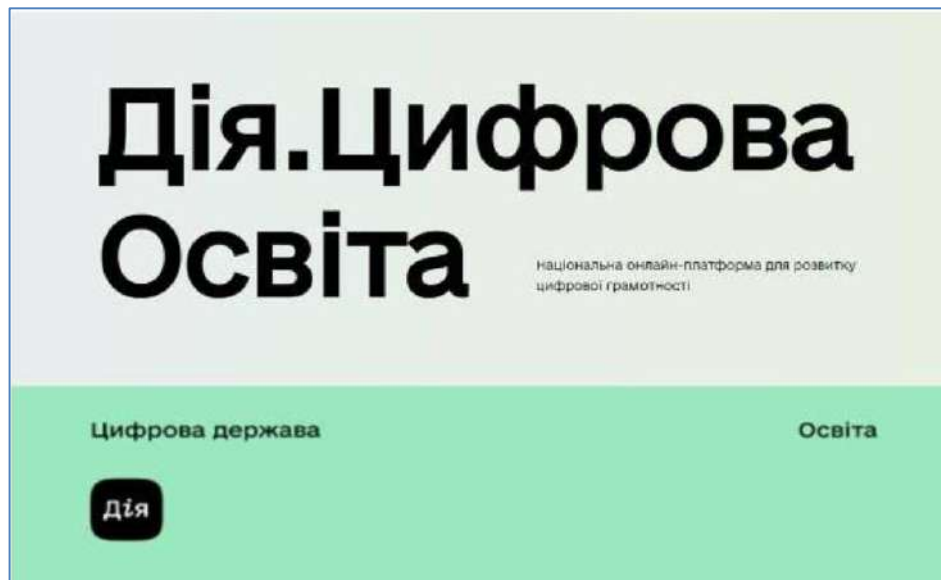 Дія.Цифрова
Освіта
національна онлайн-платформа для розвитку
цифрової грамотності
Цифрова держава
Освіта
Дія